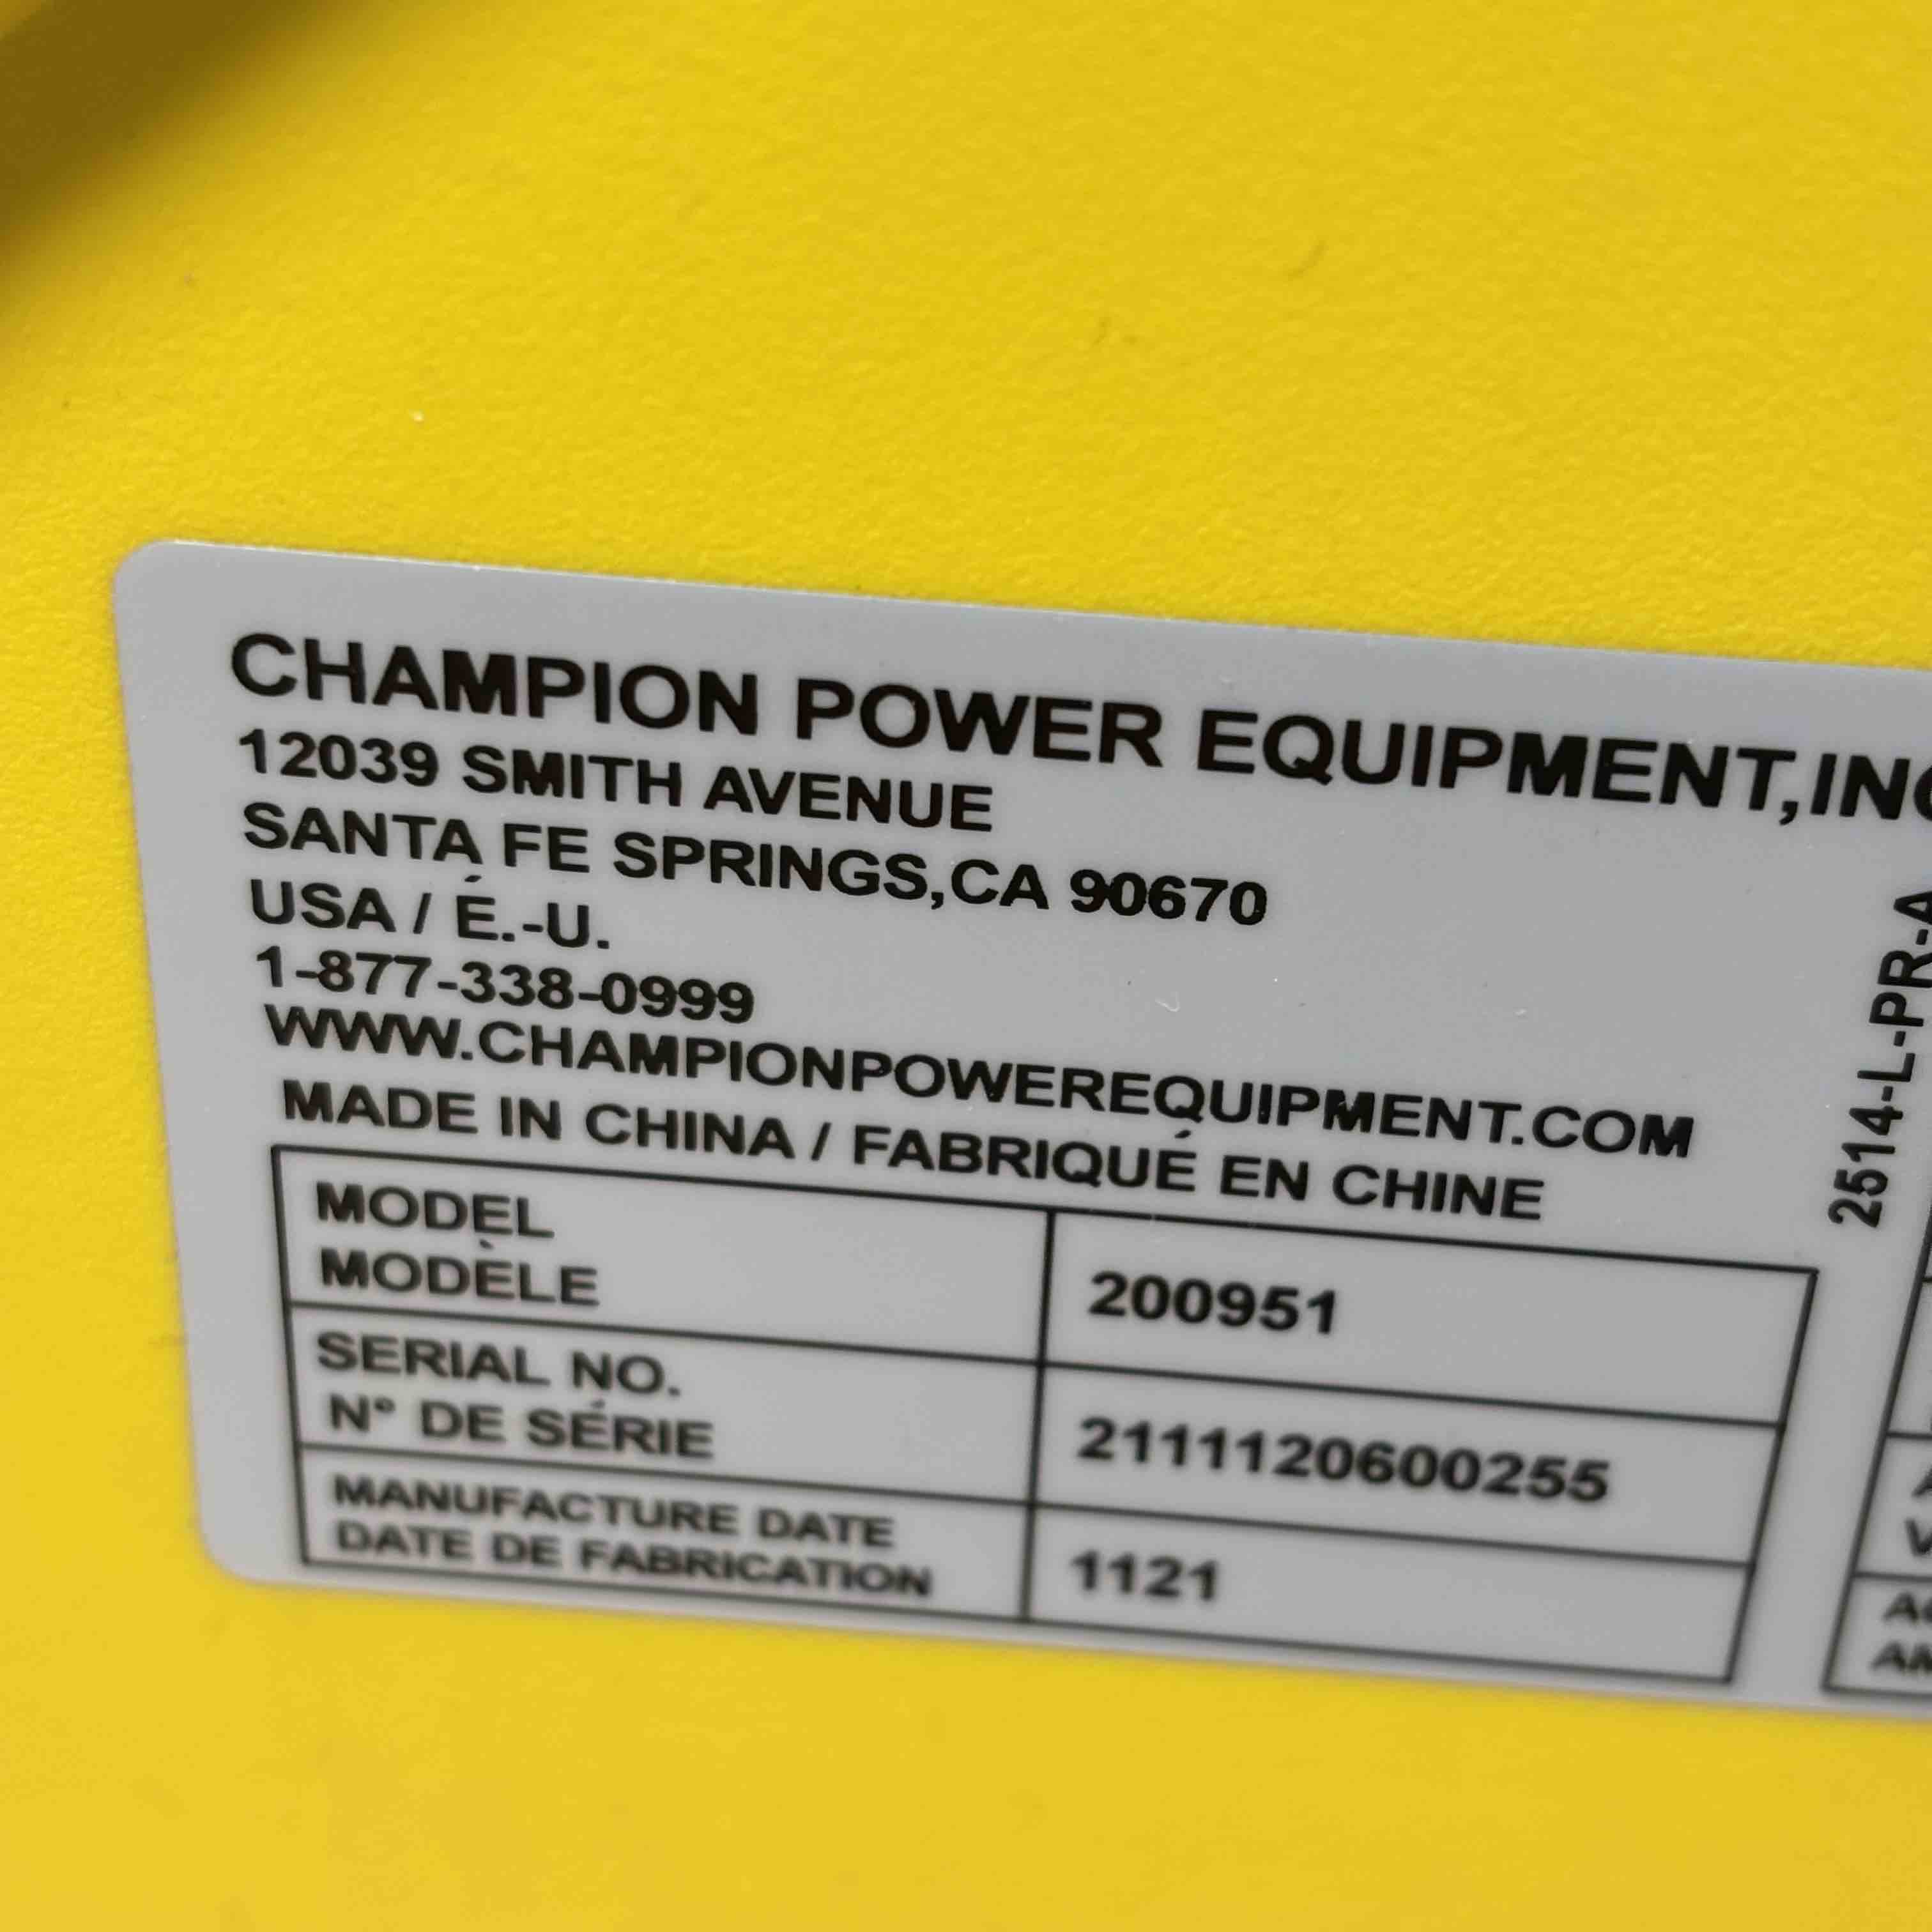 CHAMPION POWER EQUIPMENT,INC
12039 SMITH AVENUE
SANTA FE SPRINGS,CA 90670
USA / É.-U.
1-877-338-0999
WWW.CHAMPIONPOWEREQUIPMENT.COM
MADE IN CHINA / FABRIQUÉ EN CHINE
MODEL
MODÈLE
200951
SERIAL NO.
N° DE SÉRIE
2111120600255
MANUFACTURE DATE
DATE DE FABRICATION
1121
2514-L-PR-A